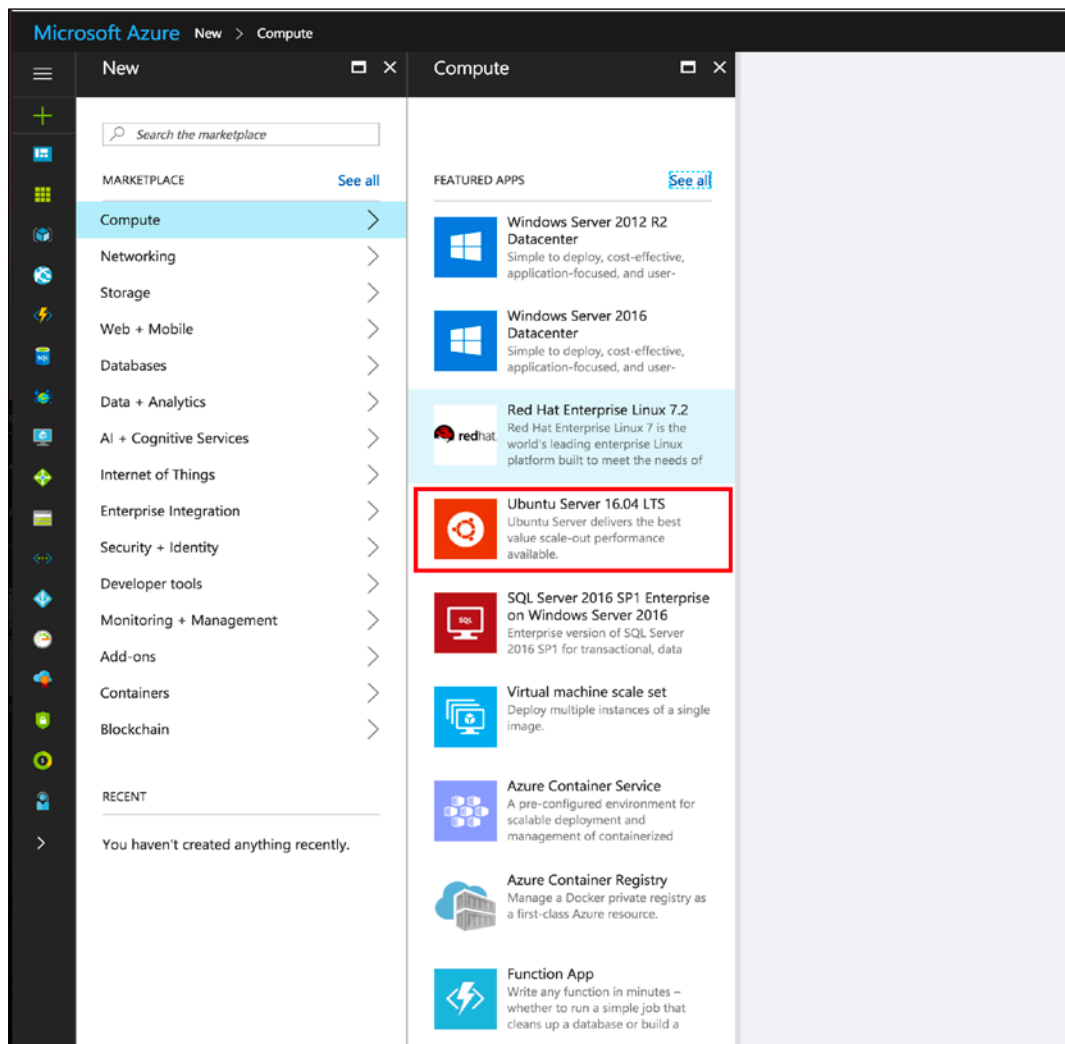 Microsoft Azure New > Compute
New
Search the marketplace
MARKETPLACE See all
Compute
Networking
Storage
Web + Mobile
Databases
Data + Analytics
AI + Cognitive Services
Internet of Things
Enterprise Integration
Security + Identity
Developer tools
Monitoring + Management
Add-ons
Containers
Blockchain
RECENT
You haven't created anything recently.
Compute
FEATURED APPS See all
Windows Server 2012 R2
Datacenter
Simple to deploy, cost-effective,
application-focused, and user-
Windows Server 2016
Datacenter
Simple to deploy, cost-effective,
application-focused, and user-
redhat.
Red Hat Enterprise Linux 7.2
Red Hat Enterprise Linux 7 is the
world's leading enterprise Linux
platform built to meet the needs of
Ubuntu Server 16.04 LTS
Ubuntu Server delivers the best
value scale-out performance
available.
SQL
SQL Server 2016 SP1 Enterprise
on Windows Server 2016
Enterprise version of SQL Server
2016 SP1 for transactional, data
Virtual machine scale set
Deploy multiple instances of a single
image.
Azure Container Service
A pre-configured environment for
scalable deployment and
management of containerized
Azure Container Registry
Manage a Docker private registry as
a first-class Azure resource.
Function App
Write any function in minutes –
whether to run a simple job that
cleans up a database or build a
SQL